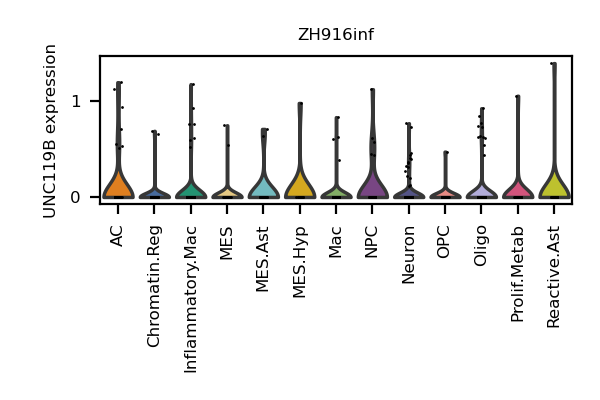 ZH916inf
UNC119B expression
1
0
AC
Chromatin.Reg
Inflammatory.Mac
MES
MES.Ast
MES.Hyp
Mac
NPC
Neuron
OPC
Oligo
Prolif.Metab
Reactive.Ast